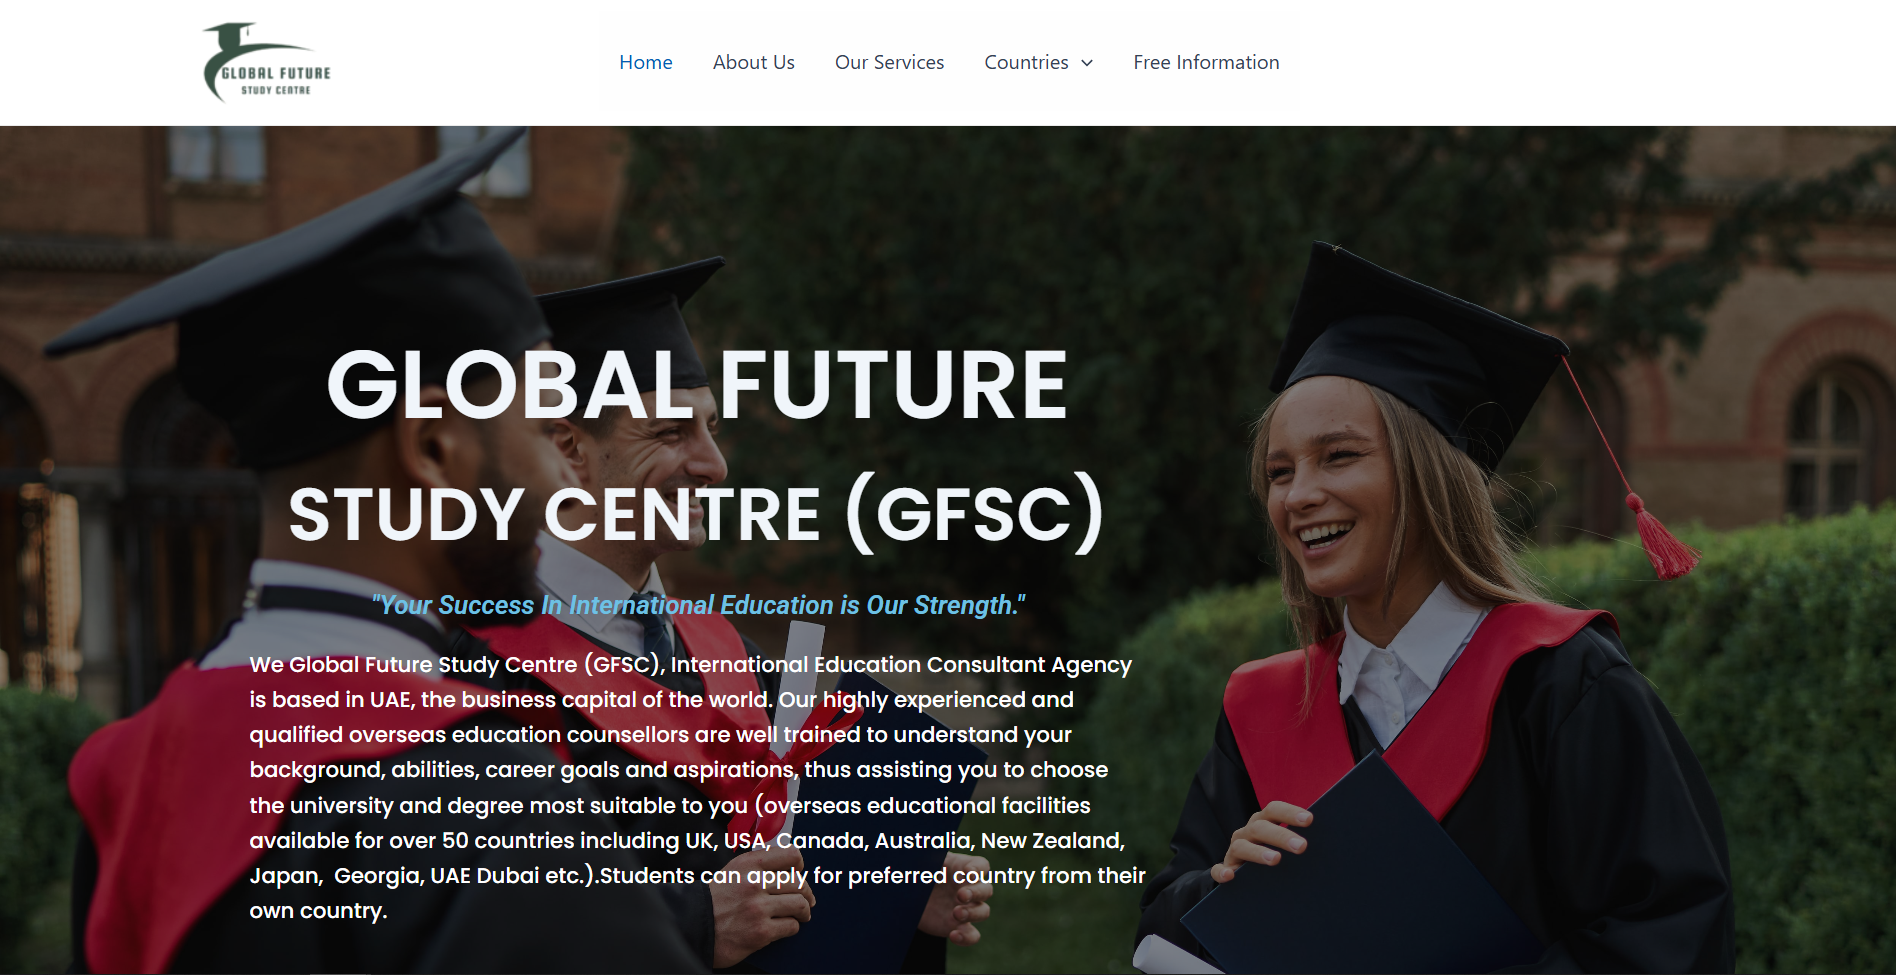 GLOBAL FUTURE
STUDY CENTRE
Home About Us Our Services Countries Free Information
GLOBAL FUTURE
STUDY CENTRE (GFSC)
"Your Success In International Education is Our Strength."
We Global Future Study Centre (GFSC), International Education Consultant Agency
is based in UAE, the business capital of the world. Our highly experienced and
qualified overseas education counsellors are well trained to understand your
background, abilities, career goals and aspirations, thus assisting you to choose
the university and degree most suitable to you (overseas educational facilities
available for over 50 countries including UK, USA, Canada, Australia, New Zealand,
Japan,  Georgia, UAE Dubai etc.).Students can apply for preferred country from their
own country.